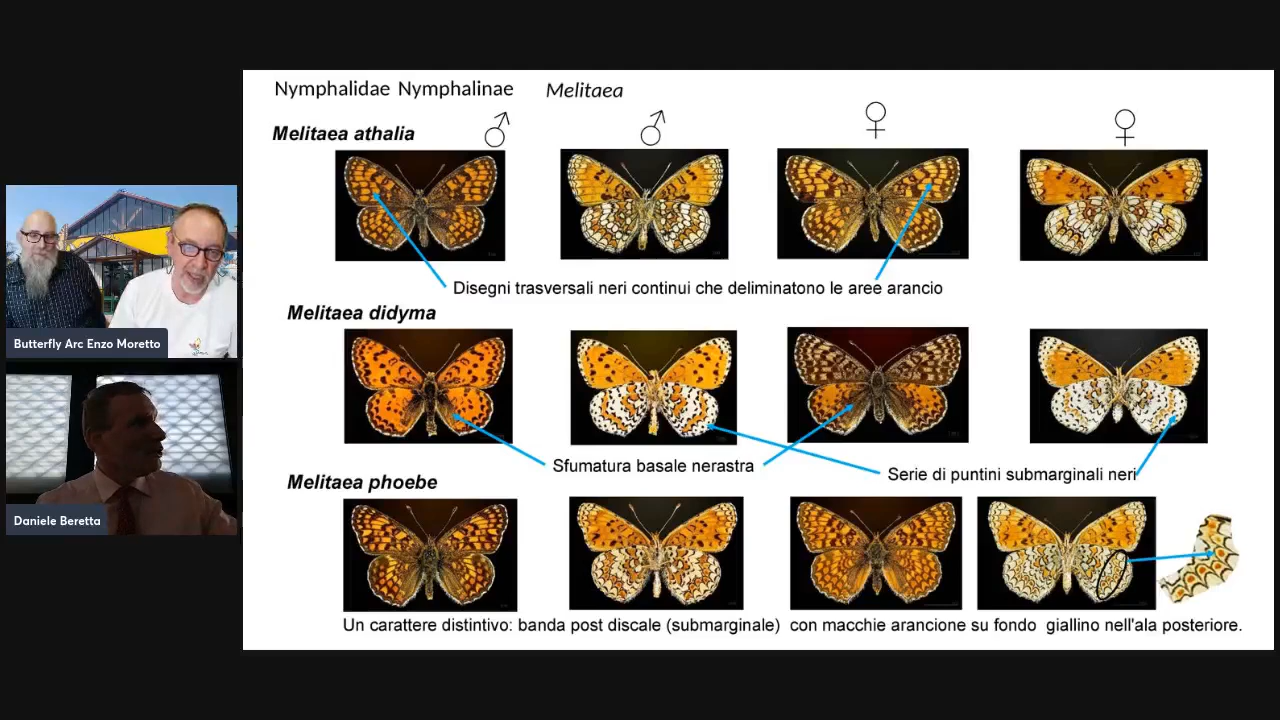 Nymphalidae Nymphalinae Melitaea
Melitaea athalia
Disegni trasversali neri continui che deliminatono le aree arancio
Melitaea didyma
Sfumatura basale nerastra
Serie di puntini submarginali neri
Melitaea phoebe
Un carattere distintivo: banda post discale (submarginale) con macchie arancione su fondo giallino nell'ala posteriore.
Butterfly Arc Enzo Moretto
Daniele Beretta